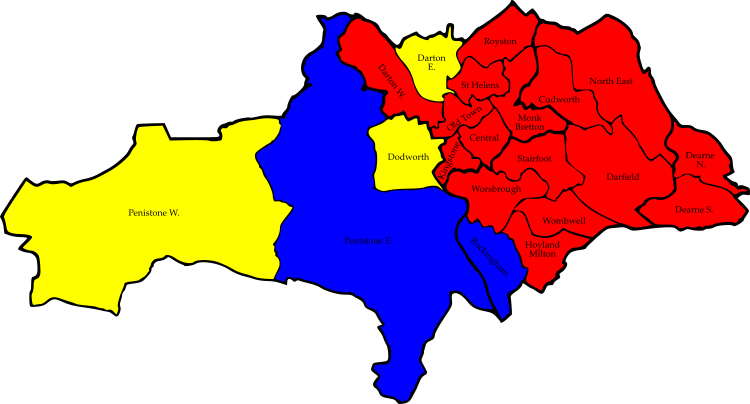 Royston
Darton
E.
Darton W.
St Helens
North East
Cudworth
Old Town
Monk
Bretton
Central
Kingstone
Dodworth
Stairfoot
Dearne
N.
Darfield
Worsbrough
Penistone W.
Dearne S.
Wombwell
Penistone E.
Hoyland
Milton
Rockingham